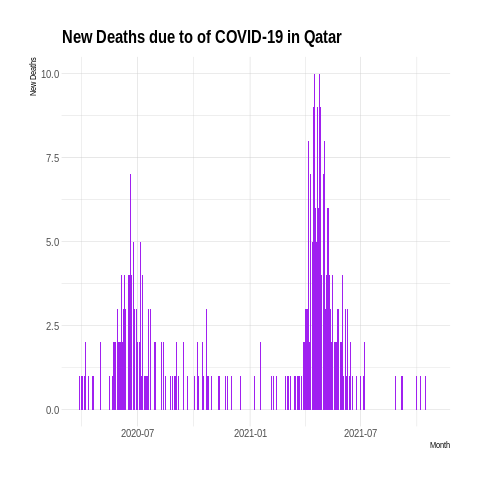 New Deaths due to of COVID-19 in Qatar
New Deaths
10.0
7.5
5.0
2.5
0.0
2020-07
2021-01
2021-07
Month